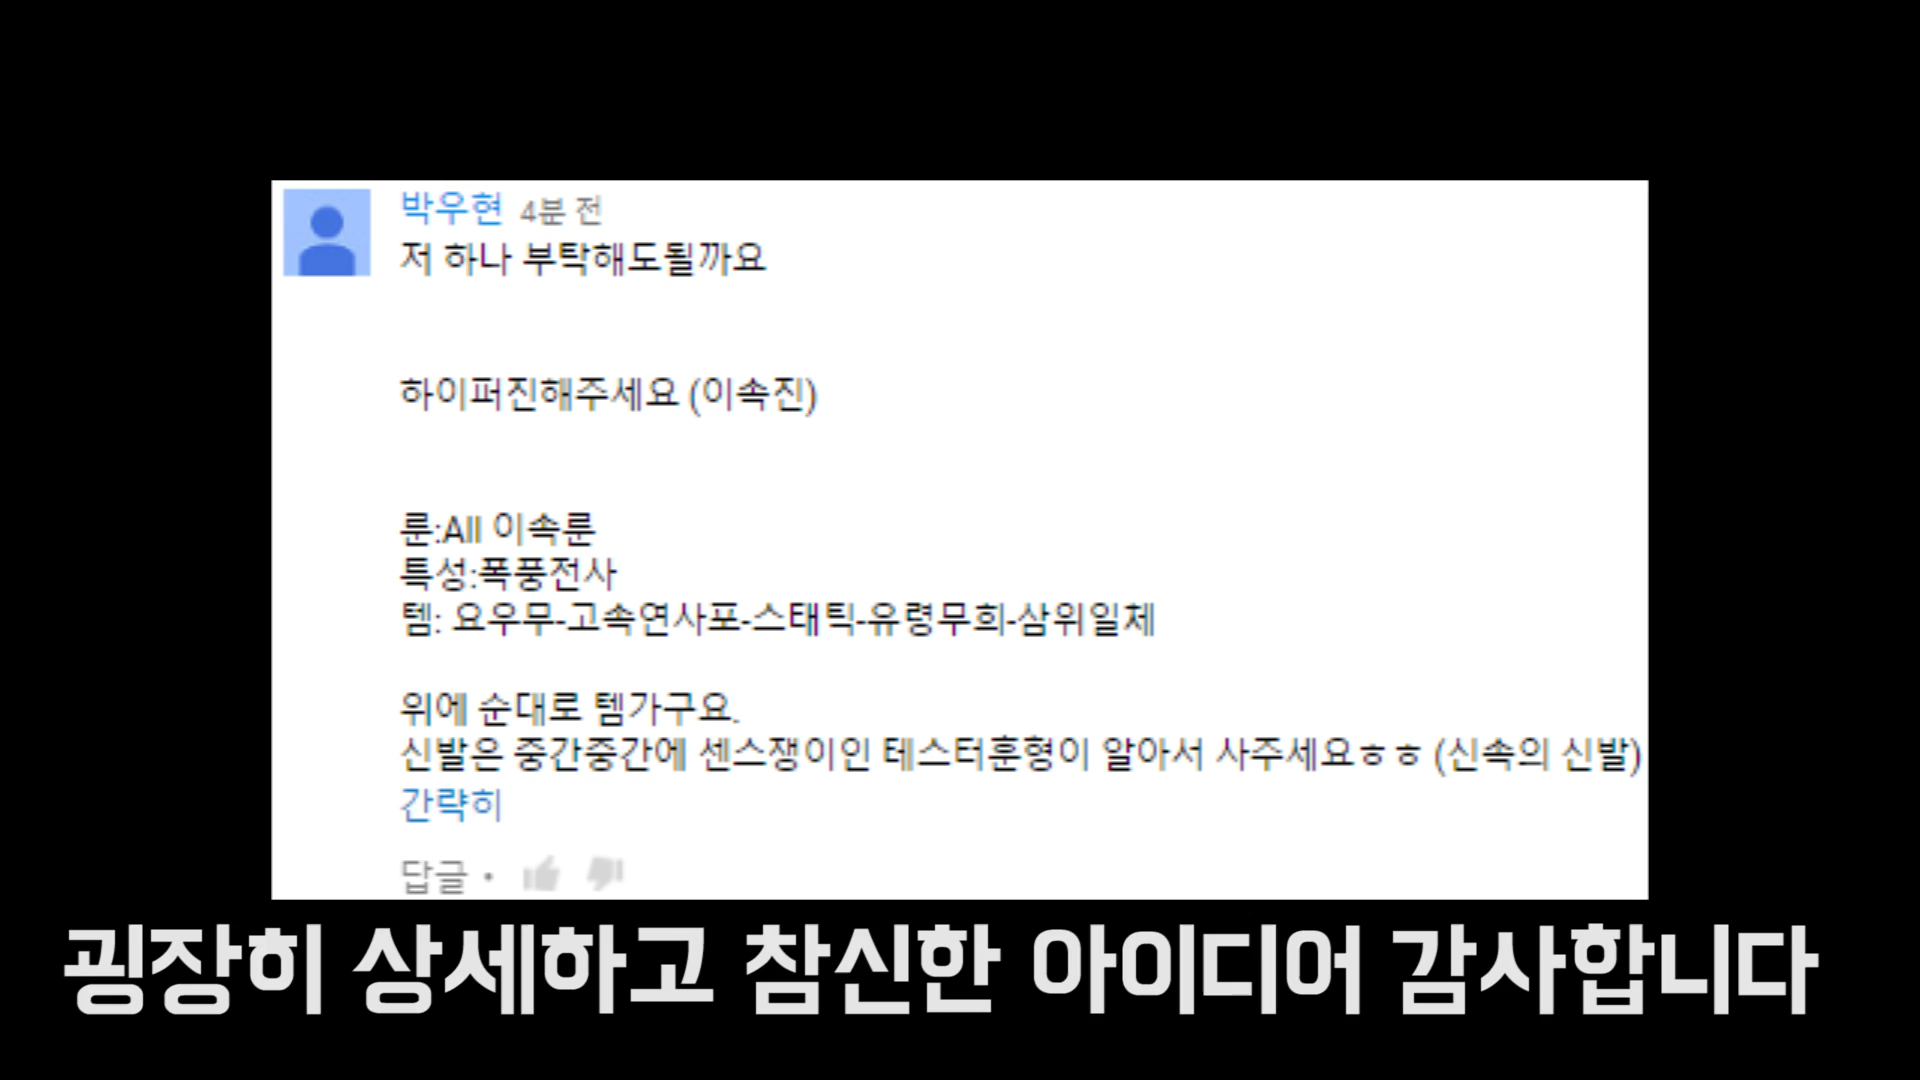 박우현 4분 전
저 하나 부탁해도될까요
하이퍼진해주세요 (이속진)
룬:All 이속룬
특성:폭풍전사
템: 요우무-고속연사포-스태틱-유령무희-삼위일체
위에 순대로 템가구요.
신발은 중간중간에 센스쟁이인 테스터훈형이 알아서 사주세요ㅎㅎ (신속의 신발)
간략히
답글 •
굉장히 상세하고 참신한 아이디어 감사합니다